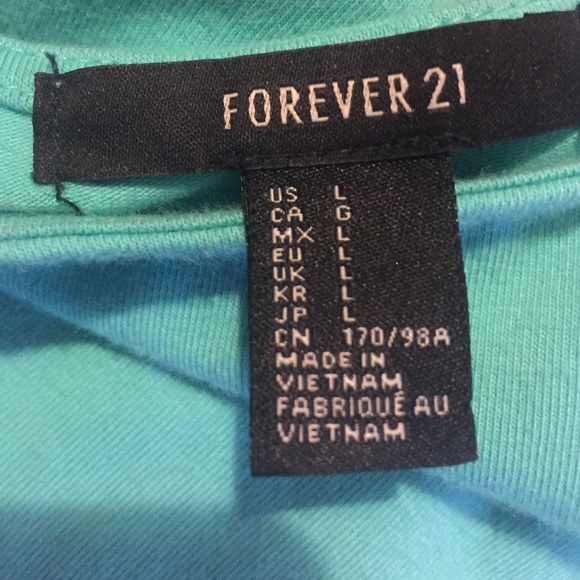 FOREVER 21
US L
CA G
MX L
EU L
UK L
KR L
JP L
CN 170/98A
MADE IN
VIETNAM
FABRIQUÉ AU
VIETNAM